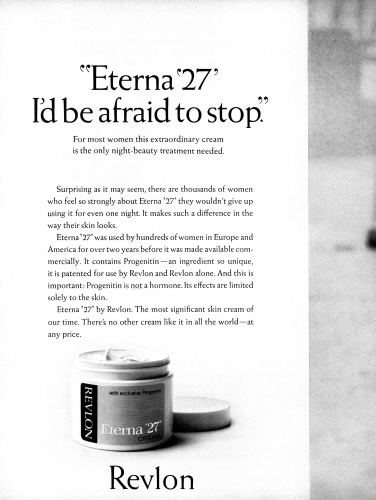 “Eterna ‘27’
I’d be afraid to stop.”
For most women this extraordinary cream
is the only night-beauty treatment needed.
Surprising as it may seem, there are thousands of women
who feel so strongly about Eterna ‘27’ they wouldn’t give up
using it for even one night. It makes such a difference in the
way their skin looks.
Eterna ‘27’ was used by hundreds of women in Europe and
America for over two years before it was made available com-
mercially. It contains Progenitin—an ingredient so unique,
it is patented for use by Revlon and Revlon alone. And this is
important: Progenitin is not a hormone. Its effects are limited
solely to the skin.
Eterna ‘27’ by Revlon. The most significant skin cream of
our time. There’s no other cream like it in all the world—at
any price.
REVLON
with exclusive Progenitin
Eterna ‘27’
CREAM
Revlon